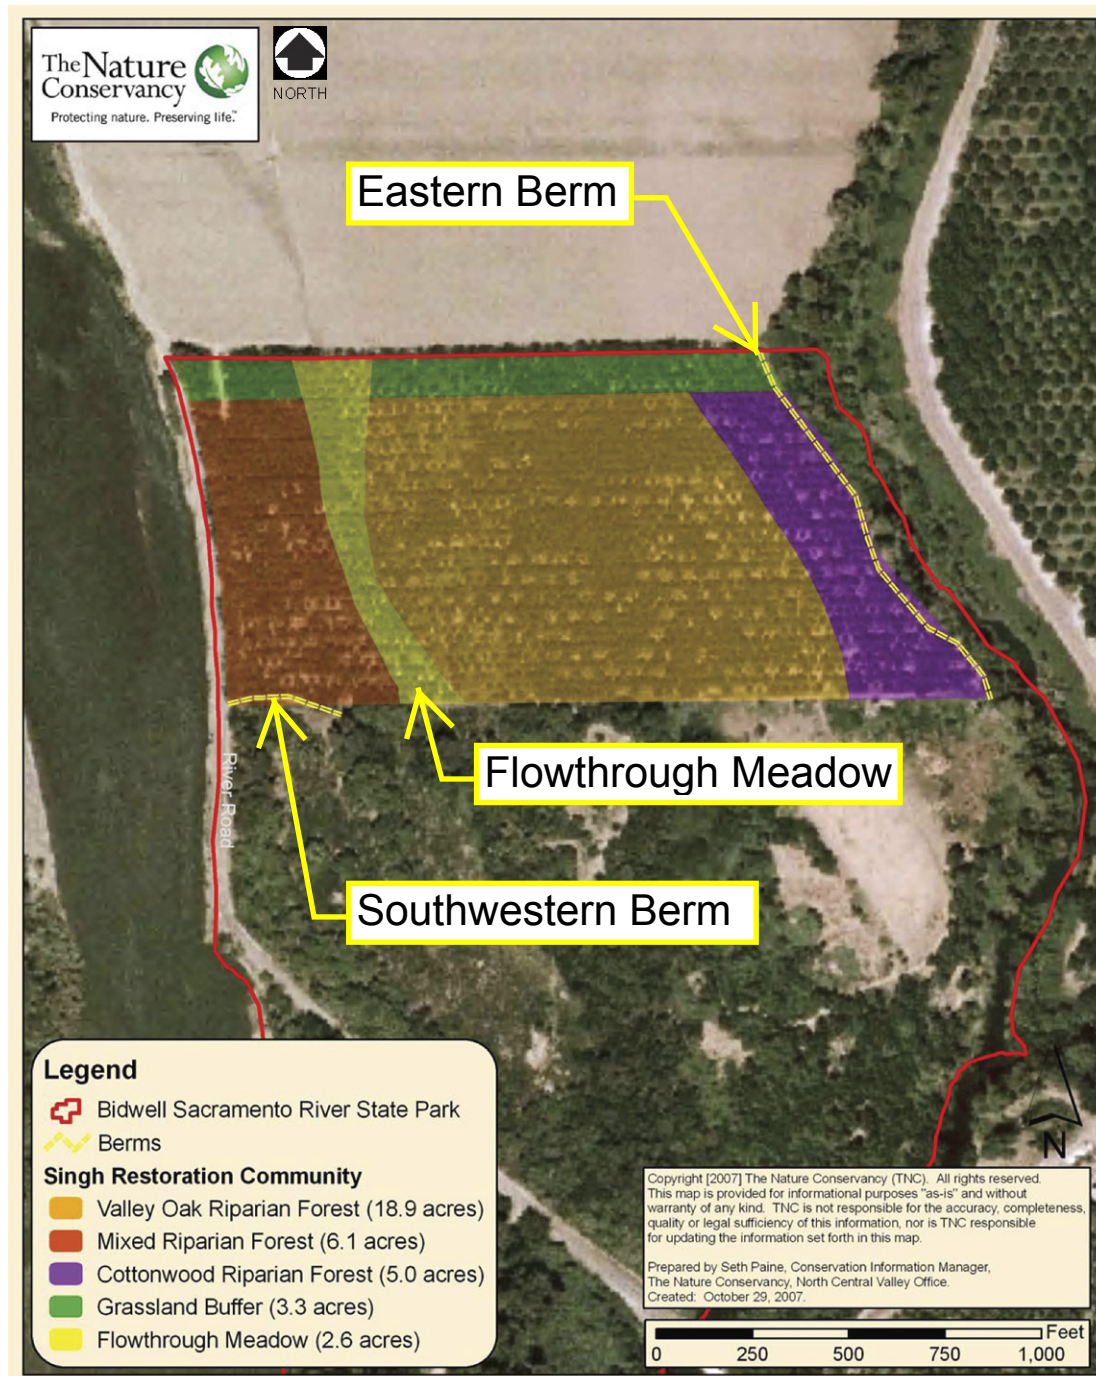 The Nature
Conservancy
Protecting nature. Preserving life.™
NORTH
Eastern Berm
Flowthrough Meadow
River Road
Southwestern Berm
Legend
Bidwell Sacramento River State Park
Berms
Singh Restoration Community
Valley Oak Riparian Forest (18.9 acres)
Mixed Riparian Forest (6.1 acres)
Cottonwood Riparian Forest (5.0 acres)
Grassland Buffer (3.3 acres)
Flowthrough Meadow (2.6 acres)
N
Copyright [2007] The Nature Conservancy (TNC). All rights reserved.
This map is provided for informational purposes "as-is" and without
warranty of any kind. TNC is not responsible for the accuracy, completeness,
quality or legal sufficiency of this information, nor is TNC responsible
for updating the information set forth in this map.
Prepared by Seth Paine, Conservation Information Manager,
The Nature Conservancy, North Central Valley Office.
Created: October 29, 2007.
Feet
0 250 500 750 1,000